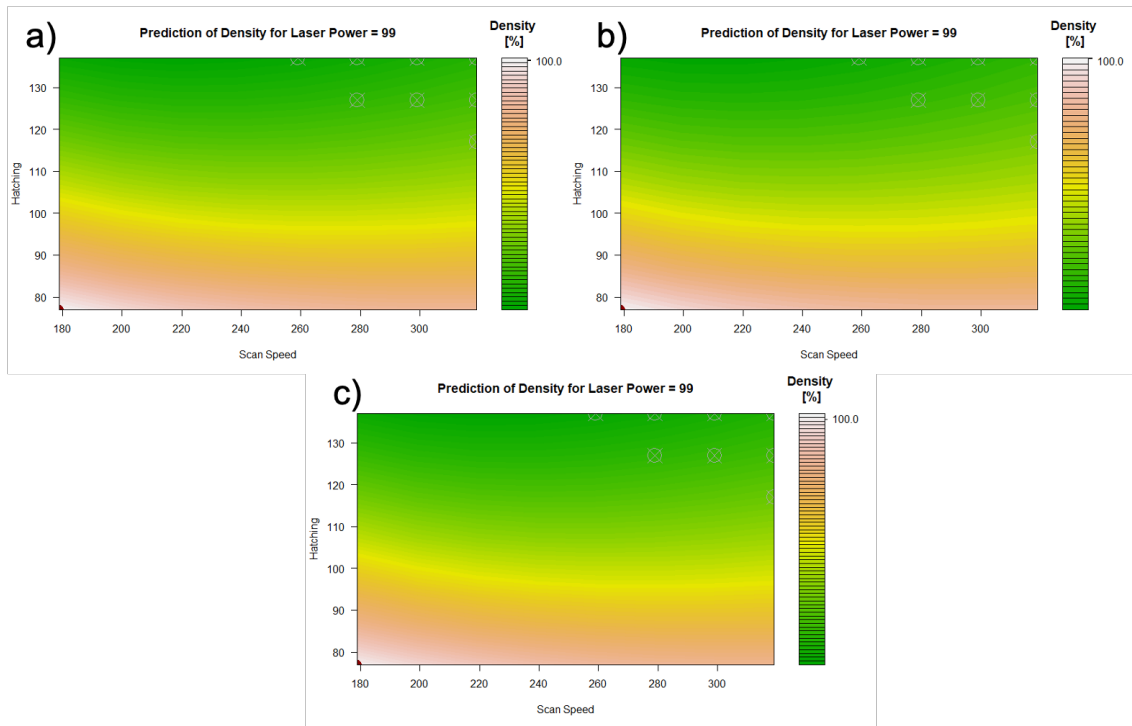 a)
Prediction of Density for Laser Power = 99
Density
[%]
100.0
Hatching
130
120
110
100
90
80
180 200 220 240 260 280 300
Scan Speed
b)
Prediction of Density for Laser Power = 99
Density
[%]
100.0
Hatching
130
120
110
100
90
80
180 200 220 240 260 280 300
Scan Speed
c)
Prediction of Density for Laser Power = 99
Density
[%]
100.0
Hatching
130
120
110
100
90
80
180 200 220 240 260 280 300
Scan Speed